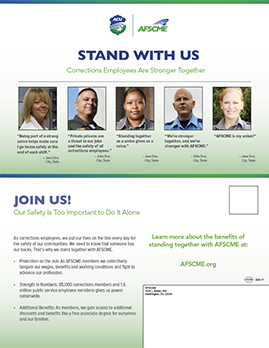 ACU
AFSCME
STAND WITH US
Corrections Employees Are Stronger Together
"Being part of a strong
union helps make sure
I go home safely at the
end of each shift."
– Jane Doe,
City, State
"Private prisons are
a threat to our jobs
and the safety of all
corrections employees."
– John Doe,
City, State
"Standing together
as a union gives us a
voice."
– Jane Doe,
City, State
"We're stronger
together, and we're
stronger with AFSCME."
– John Doe,
City, State
"AFSCME is my union!"
– Jane Doe,
City, State
JOIN US!
Our Safety Is Too Important to Do It Alone
As corrections employees, we put our lives on the line every day for
the safety of our communities. We need to know that someone has
our backs. That's why we stand together with AFSCME.
• Protection on the Job: As AFSCME members we collectively
bargain our wages, benefits and working conditions and fight to
advance our profession.
• Strength in Numbers: 85,000 corrections members and 1.6
million public service employee members gives us power
nationwide.
• Additional Benefits: As members, we gain access to additional
discounts and benefits like a free associate degree for ourselves
and our families.
Learn more about the benefits of
standing together with AFSCME at:
AFSCME.org
AFSCME
1625 L Street, NW
Washington, DC 20036